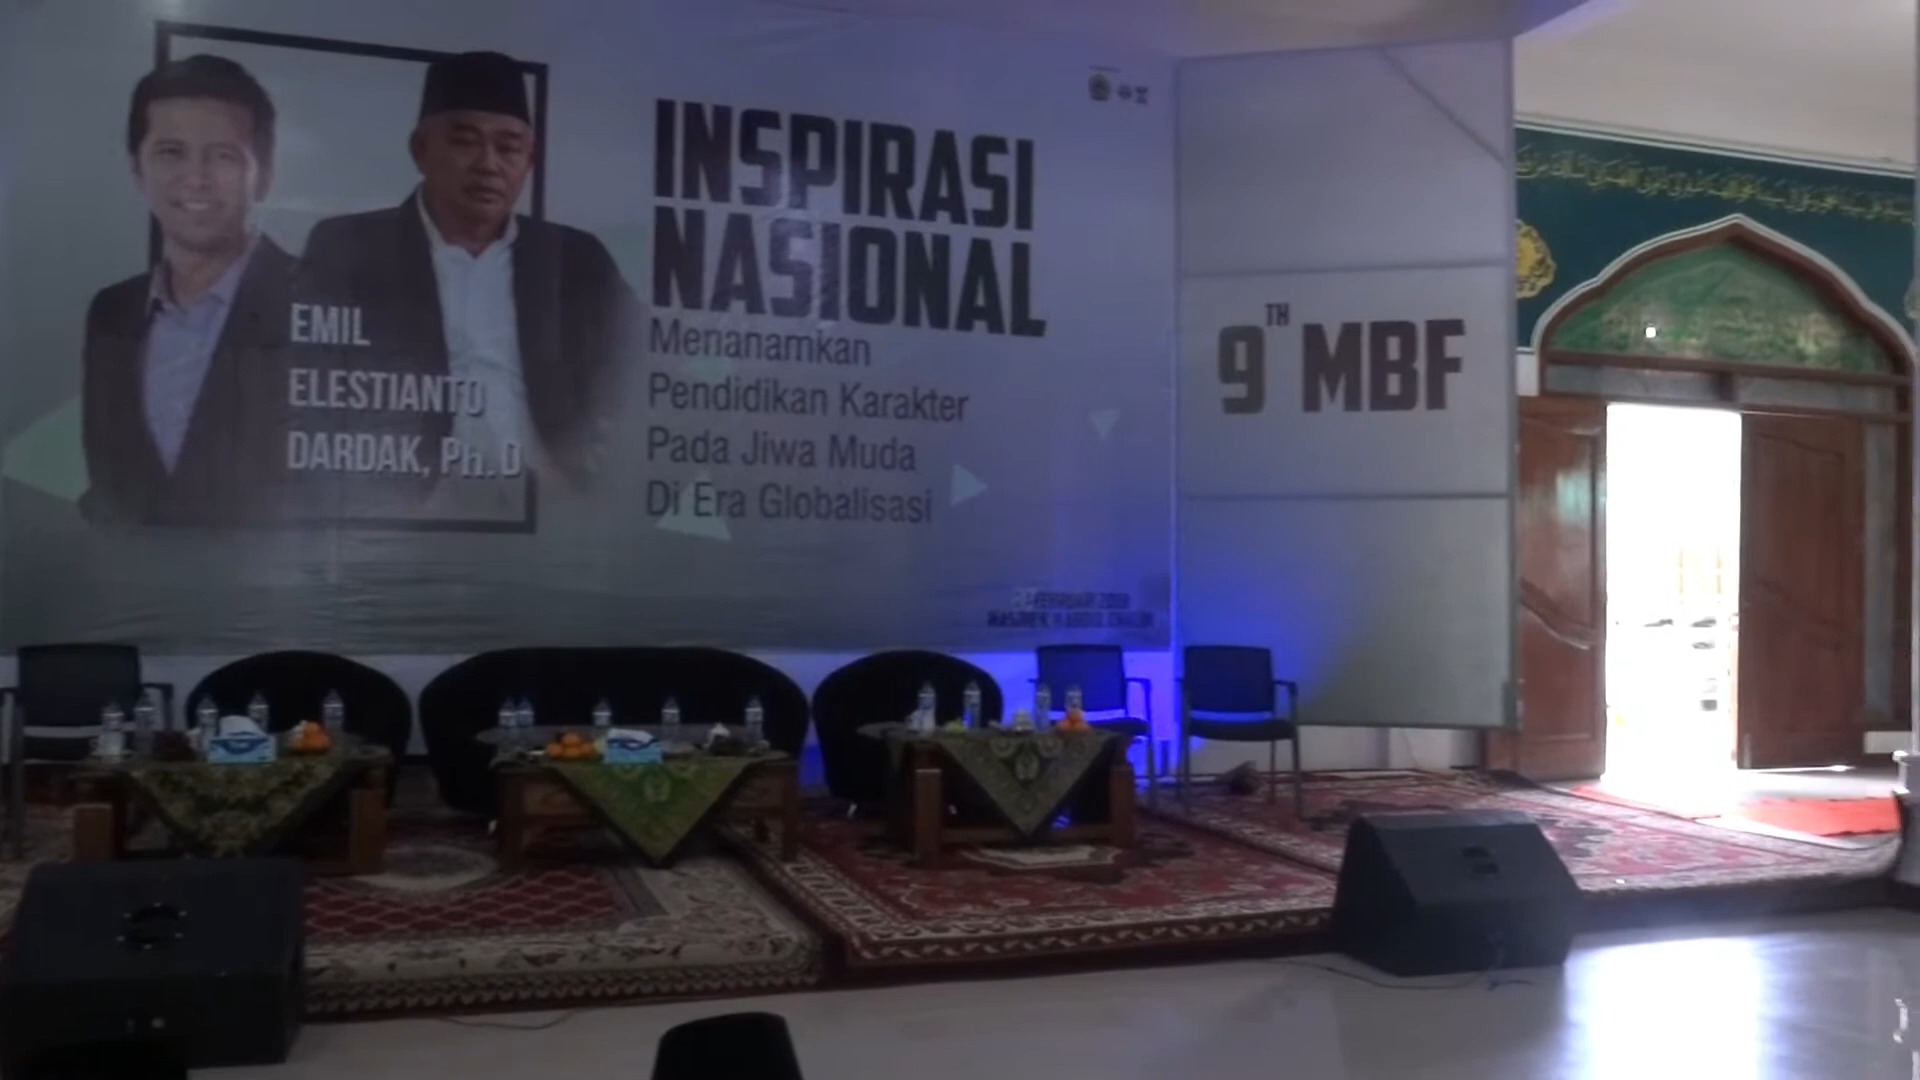 INSPIRASI
NASIONAL
Menanamkan
Pendidikan Karakter
Pada Jiwa Muda
Di Era Globalisasi
EMIL
ELESTIANTO
DARDAK, Ph.D
9TH MBF